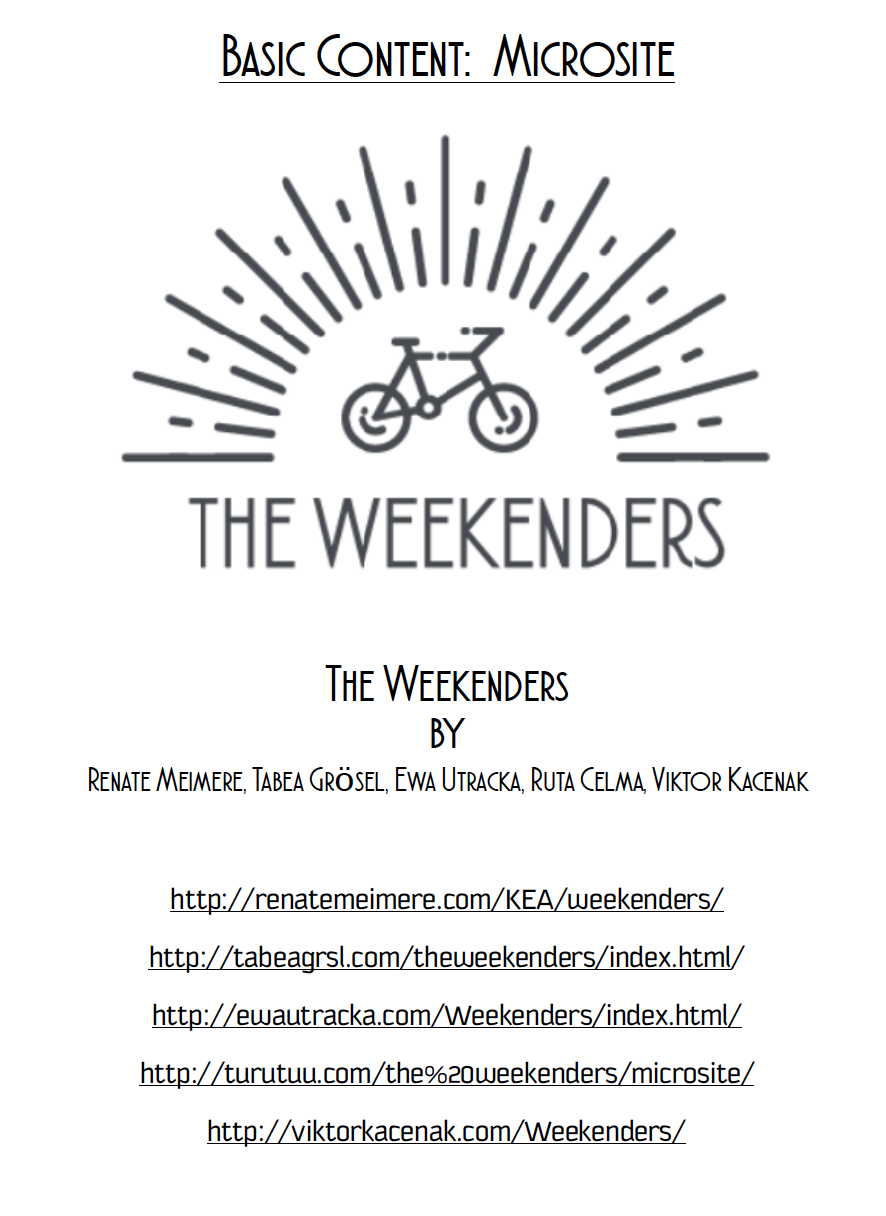 Basic Content: Microsite
THE WEEKENDERS
The Weekenders
by
Renate Meimere, Tabea Grösel, Ewa Utracka, Ruta Celma, Viktor Kacenak
http://renatemeimere.com/KEA/weekenders/
http://tabeagrsl.com/theweekenders/index.html/
http://ewautracka.com/Weekenders/index.html/
http://turutuu.com/the%20weekenders/microsite/
http://viktorkacenak.com/Weekenders/